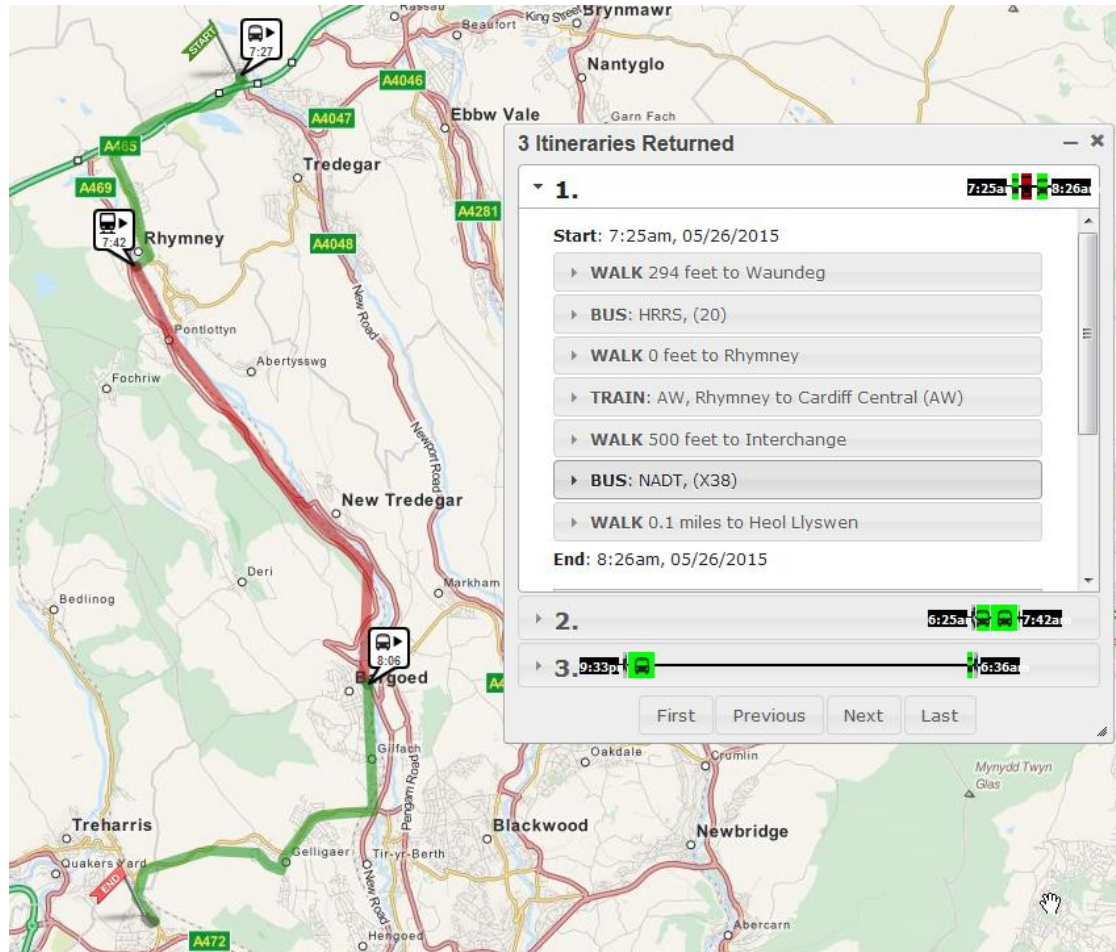 Rassau
King Street
Brynmawr
Beaufort
START
7:27
A465
A4046
Nantyglo
A4047
Ebbw Vale
Garn Fach
Tredegar
A469
A4281
7:42
Rhymney
A4048
New Road
Pontlottyn
Abertysswg
Fochriw
Newport Road
New Tredegar
Deri
Markham
Bedlinog
8:06
Bargoed
Gilfach
Pengam Road
Oakdale
Crumlin
Mynydd Twyn
Glas
Treharris
Blackwood
Newbridge
Quakers Yard
Gelligaer
Tir-yr-Berth
END
New Road
Abercarn
A472
Hengoed
3 Itineraries Returned
1.
7:25am
8:26am
Start: 7:25am, 05/26/2015
WALK 294 feet to Waundeg
BUS: HRRS, (20)
WALK 0 feet to Rhymney
TRAIN: AW, Rhymney to Cardiff Central (AW)
WALK 500 feet to Interchange
BUS: NADT, (X38)
WALK 0.1 miles to Heol Llyswen
End: 8:26am, 05/26/2015
2.
6:25am
7:42am
3.
9:33pm
6:36am
First Previous Next Last